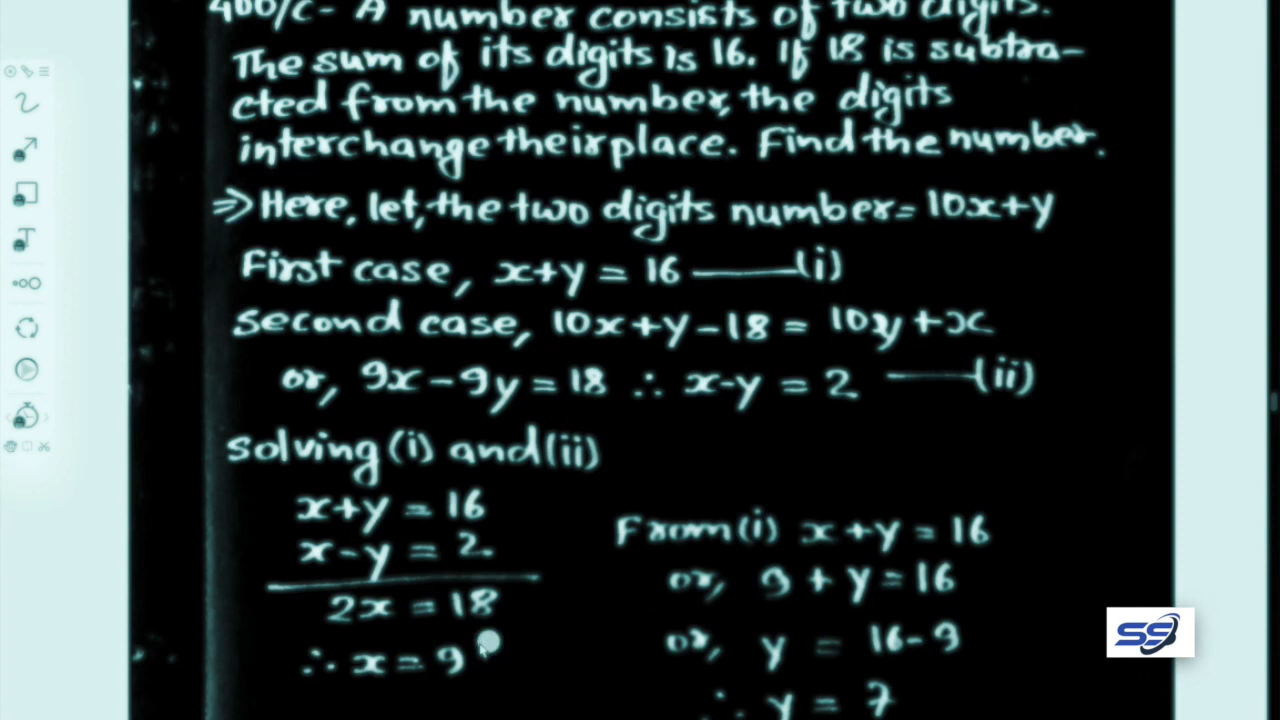 400/c- A number consists of two digits.
The sum of its digits is 16. If 18 is subtra-
cted from the number, the digits
interchange their place. Find the number.
⇒ Here, let, the two digits number = 10x+y
First case, x+y = 16 ——(i)
Second case, 10x+y-18 = 10y+x
or, 9x-9y = 18 ∴ x-y = 2 ——(ii)
Solving (i) and (ii)
x+y = 16
x-y = 2
2x = 18
∴ x = 9
From (i) x+y = 16
or, 9+y = 16
or, y = 16-9
∴ y = 7
SS